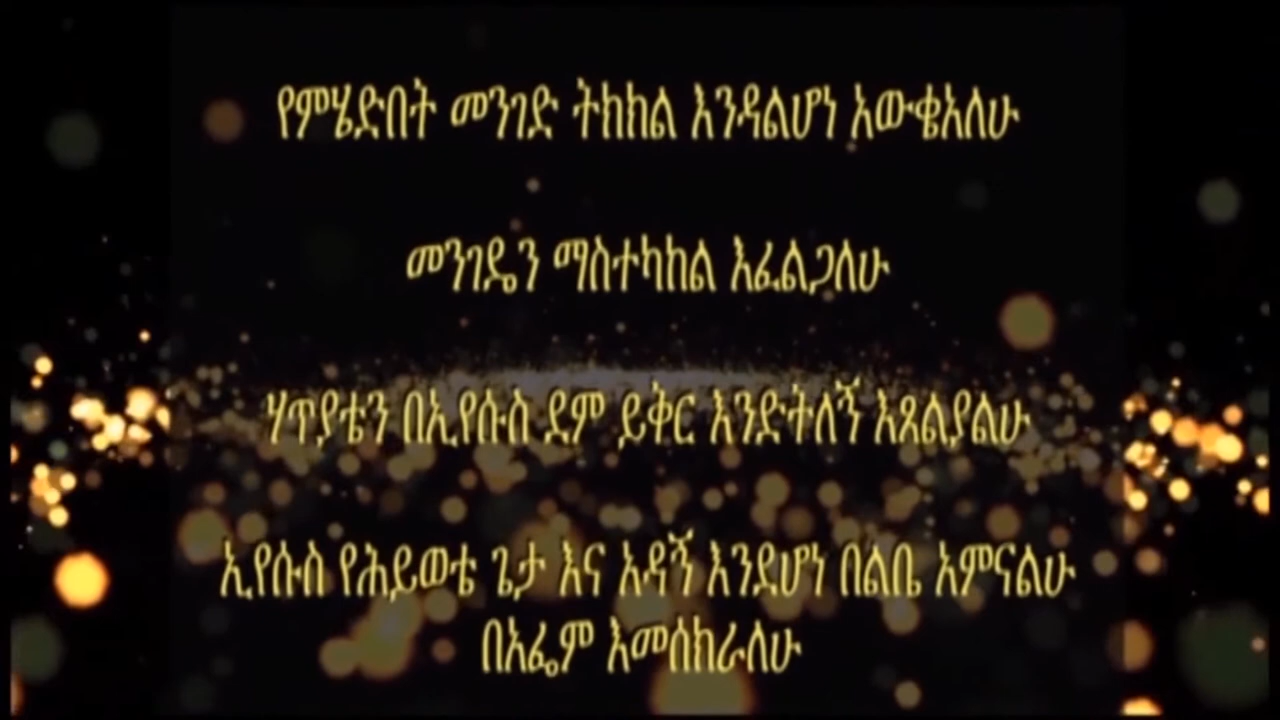 የምሄድበት መንገድ ትክክል እንዳልሆነ አውቄአለሁ
መንገዴን ማስተካከል እፈልጋለሁ
ሃጥያቴን በኢየሱስ ደም ይቅር እንድትለኝ እጸልያልሁ
ኢየሱስ የሕይወቴ ጌታ እና አዳኝ እንደሆነ በልቤ አምናልሁ
በአፌም እመሰክራለሁ